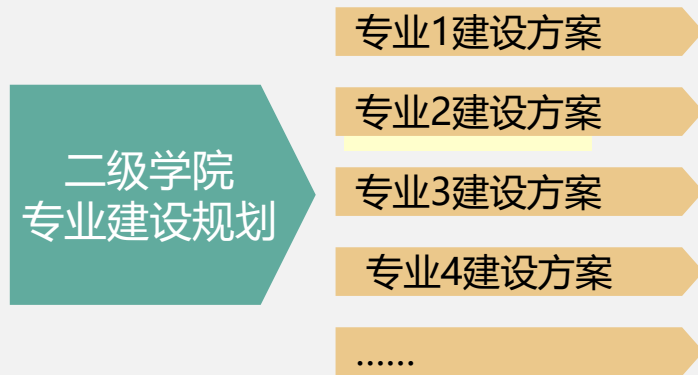 二级学院
专业建设规划
专业1建设方案
专业2建设方案
专业3建设方案
专业4建设方案
......